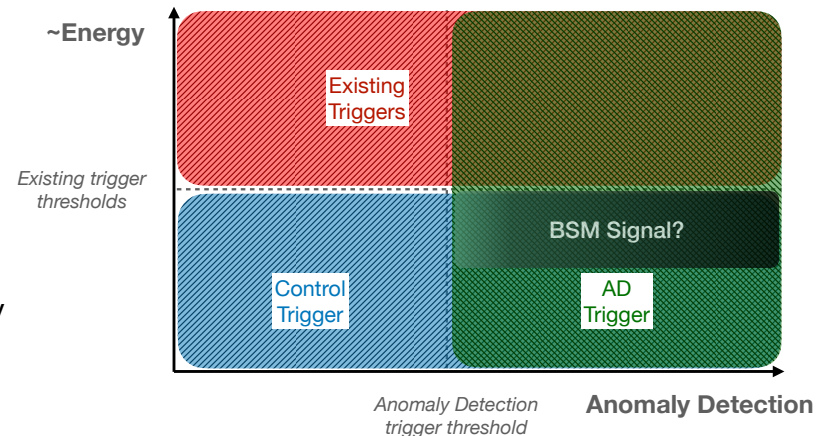 ~Energy
Existing
Triggers
Existing trigger
thresholds
BSM Signal?
Control
Trigger
AD
Trigger
y
Anomaly Detection
trigger threshold
Anomaly Detection